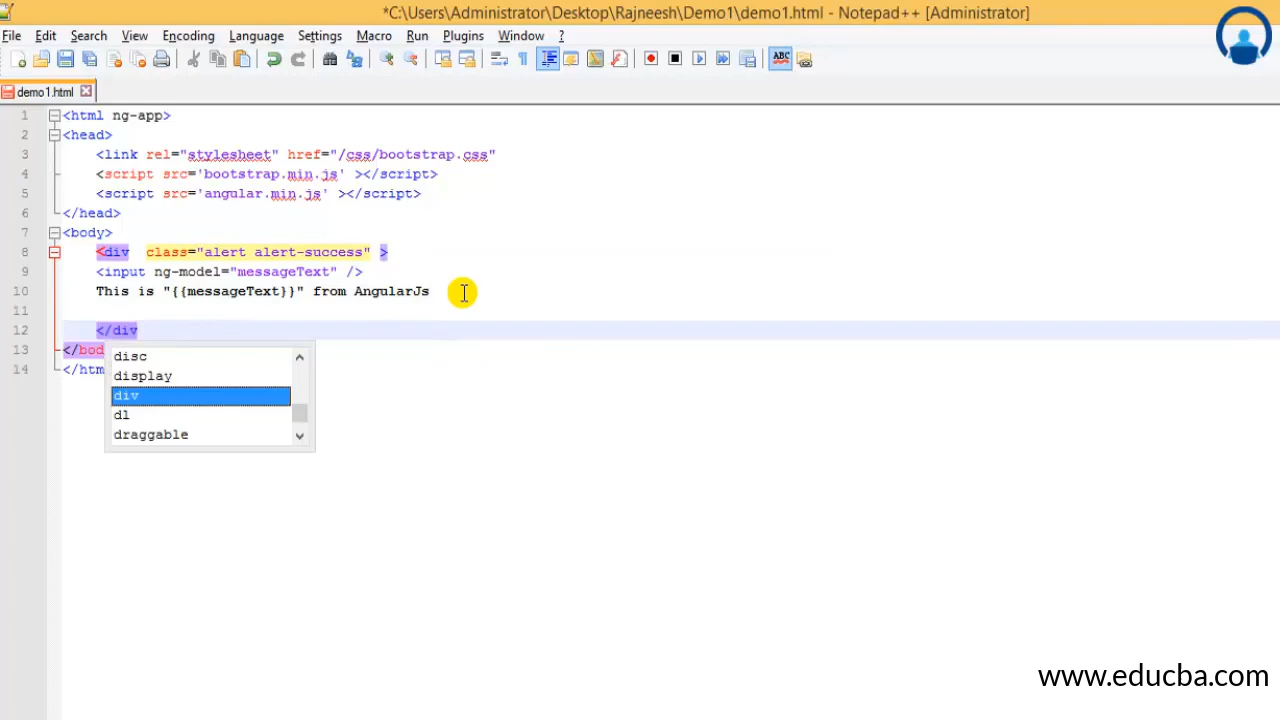 *C:\Users\Administrator\Desktop\Rajneesh\Demo1\demo1.html - Notepad++ [Administrator]
File Edit Search View Encoding Language Settings Macro Run Plugins Window ?
ABC
demo1.html
1 <html ng-app>
2 <head>
3 <link rel="stylesheet" href="/css/bootstrap.css"
4 <script src='bootstrap.min.js' ></script>
5 <script src='angular.min.js' ></script>
6 </head>
7 <body>
8 <div class="alert alert-success" >
9 <input ng-model="messageText" />
10 This is "{{messageText}}" from AngularJs
11
12 </div
13 </bod
14 </htm
disc
display
div
dl
draggable
www.educba.com